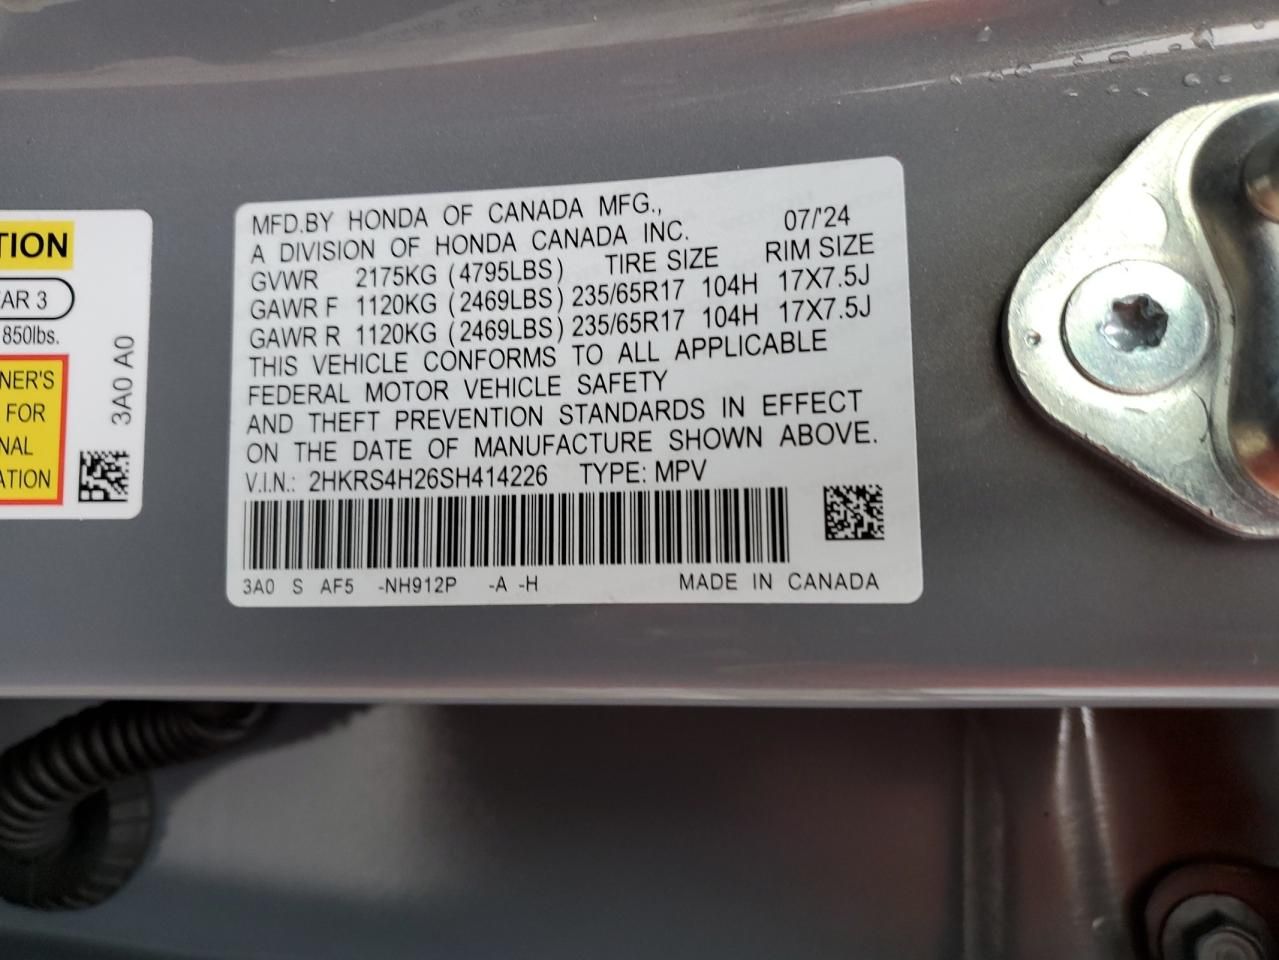 TION
AR 3
850lbs.
NER'S
FOR
NAL
ATION
3A0 A0
MFD.BY HONDA OF CANADA MFG.,
A DIVISION OF HONDA CANADA INC. 07/'24
GVWR 2175KG (4795LBS) TIRE SIZE RIM SIZE
GAWR F 1120KG (2469LBS) 235/65R17 104H 17X7.5J
GAWR R 1120KG (2469LBS) 235/65R17 104H 17X7.5J
THIS VEHICLE CONFORMS TO ALL APPLICABLE
FEDERAL MOTOR VEHICLE SAFETY
AND THEFT PREVENTION STANDARDS IN EFFECT
ON THE DATE OF MANUFACTURE SHOWN ABOVE.
V.I.N.: 2HKRS4H26SH414226 TYPE: MPV
3A0 S AF5 -NH912P -A -H MADE IN CANADA